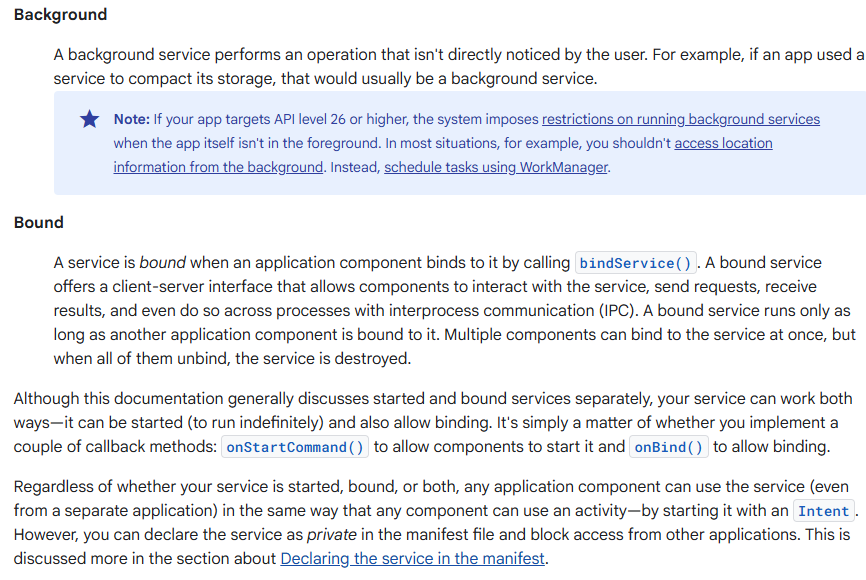 Background
A background service performs an operation that isn't directly noticed by the user. For example, if an app used a
service to compact its storage, that would usually be a background service.
Note: If your app targets API level 26 or higher, the system imposes restrictions on running background services
when the app itself isn't in the foreground. In most situations, for example, you shouldn't access location
information from the background. Instead, schedule tasks using WorkManager.
Bound
A service is bound when an application component binds to it by calling bindService(). A bound service
offers a client-server interface that allows components to interact with the service, send requests, receive
results, and even do so across processes with interprocess communication (IPC). A bound service runs only as
long as another application component is bound to it. Multiple components can bind to the service at once, but
when all of them unbind, the service is destroyed.
Although this documentation generally discusses started and bound services separately, your service can work both
ways—it can be started (to run indefinitely) and also allow binding. It's simply a matter of whether you implement a
couple of callback methods: onStartCommand() to allow components to start it and onBind() to allow binding.
Regardless of whether your service is started, bound, or both, any application component can use the service (even
from a separate application) in the same way that any component can use an activity—by starting it with an Intent.
However, you can declare the service as private in the manifest file and block access from other applications. This is
discussed more in the section about Declaring the service in the manifest.